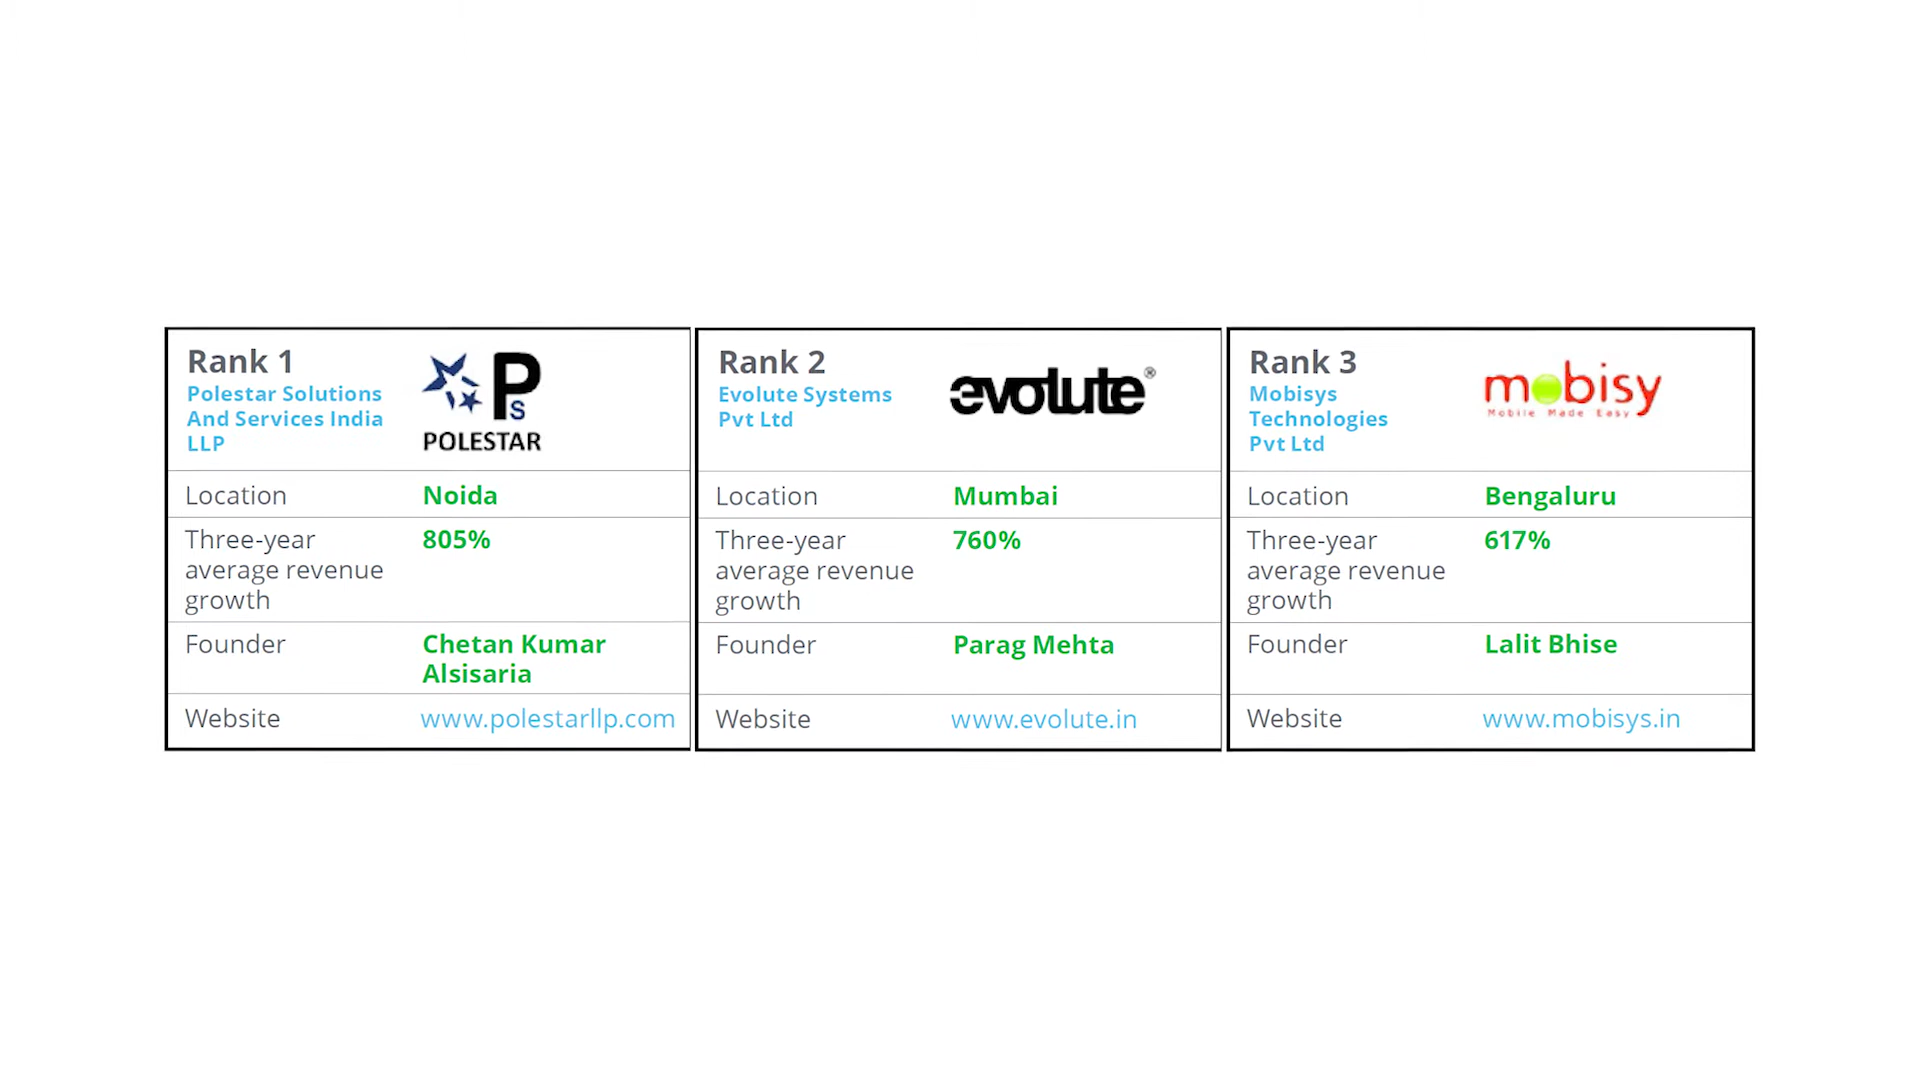 Rank 1
Polestar Solutions
And Services India
LLP
Ps
POLESTAR
Location Noida
Three-year 805%
average revenue
growth
Founder Chetan Kumar
Alsisaria
Website www.polestarllp.com
Rank 2
Evolute Systems
Pvt Ltd
evolute®
Location Mumbai
Three-year 760%
average revenue
growth
Founder Parag Mehta
Website www.evolute.in
Rank 3
Mobisys
Technologies
Pvt Ltd
mobisy
Mobile Made Easy
Location Bengaluru
Three-year 617%
average revenue
growth
Founder Lalit Bhise
Website www.mobisys.in